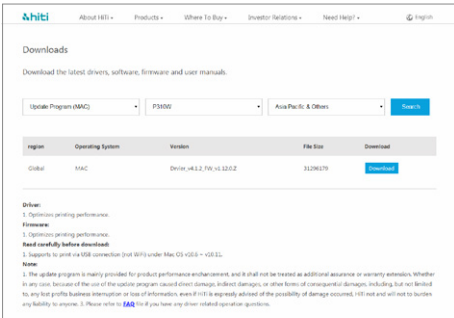 hiti
About HiTi
Products
Where To Buy
Investor Relations
Need Help?
English
Downloads
Download the latest drivers, software, firmware and user manuals.
Update Program (MAC)
P310W
Asia Pacific & Others
Search
region Operating System Version File Size Download
Global MAC Driver_v4.1.2_FW_v1.12.0.Z 31296179 Download
Driver:
1. Optimizes printing performance.
Firmware:
1. Optimizes printing performance.
Read carefully before download:
1. Supports to print via USB connection (not WiFi) under Mac OS v10.6 ~ v10.11.
Note:
1. The update program is mainly provided for product performance enhancement, and it shall not be treated as additional assurance or warranty extension. Whether
in any case, because of the use of the update program caused direct damage, indirect damages, or other forms of consequential damages, including, but not limited
to, any lost profits business interruption or loss of information, even if HiTi is expressly advised of the possibility of damage occurred, HiTi not and will not to burden
any liability to anyone. 2. Please refer to FAQ file if you have any driver related operation questions.